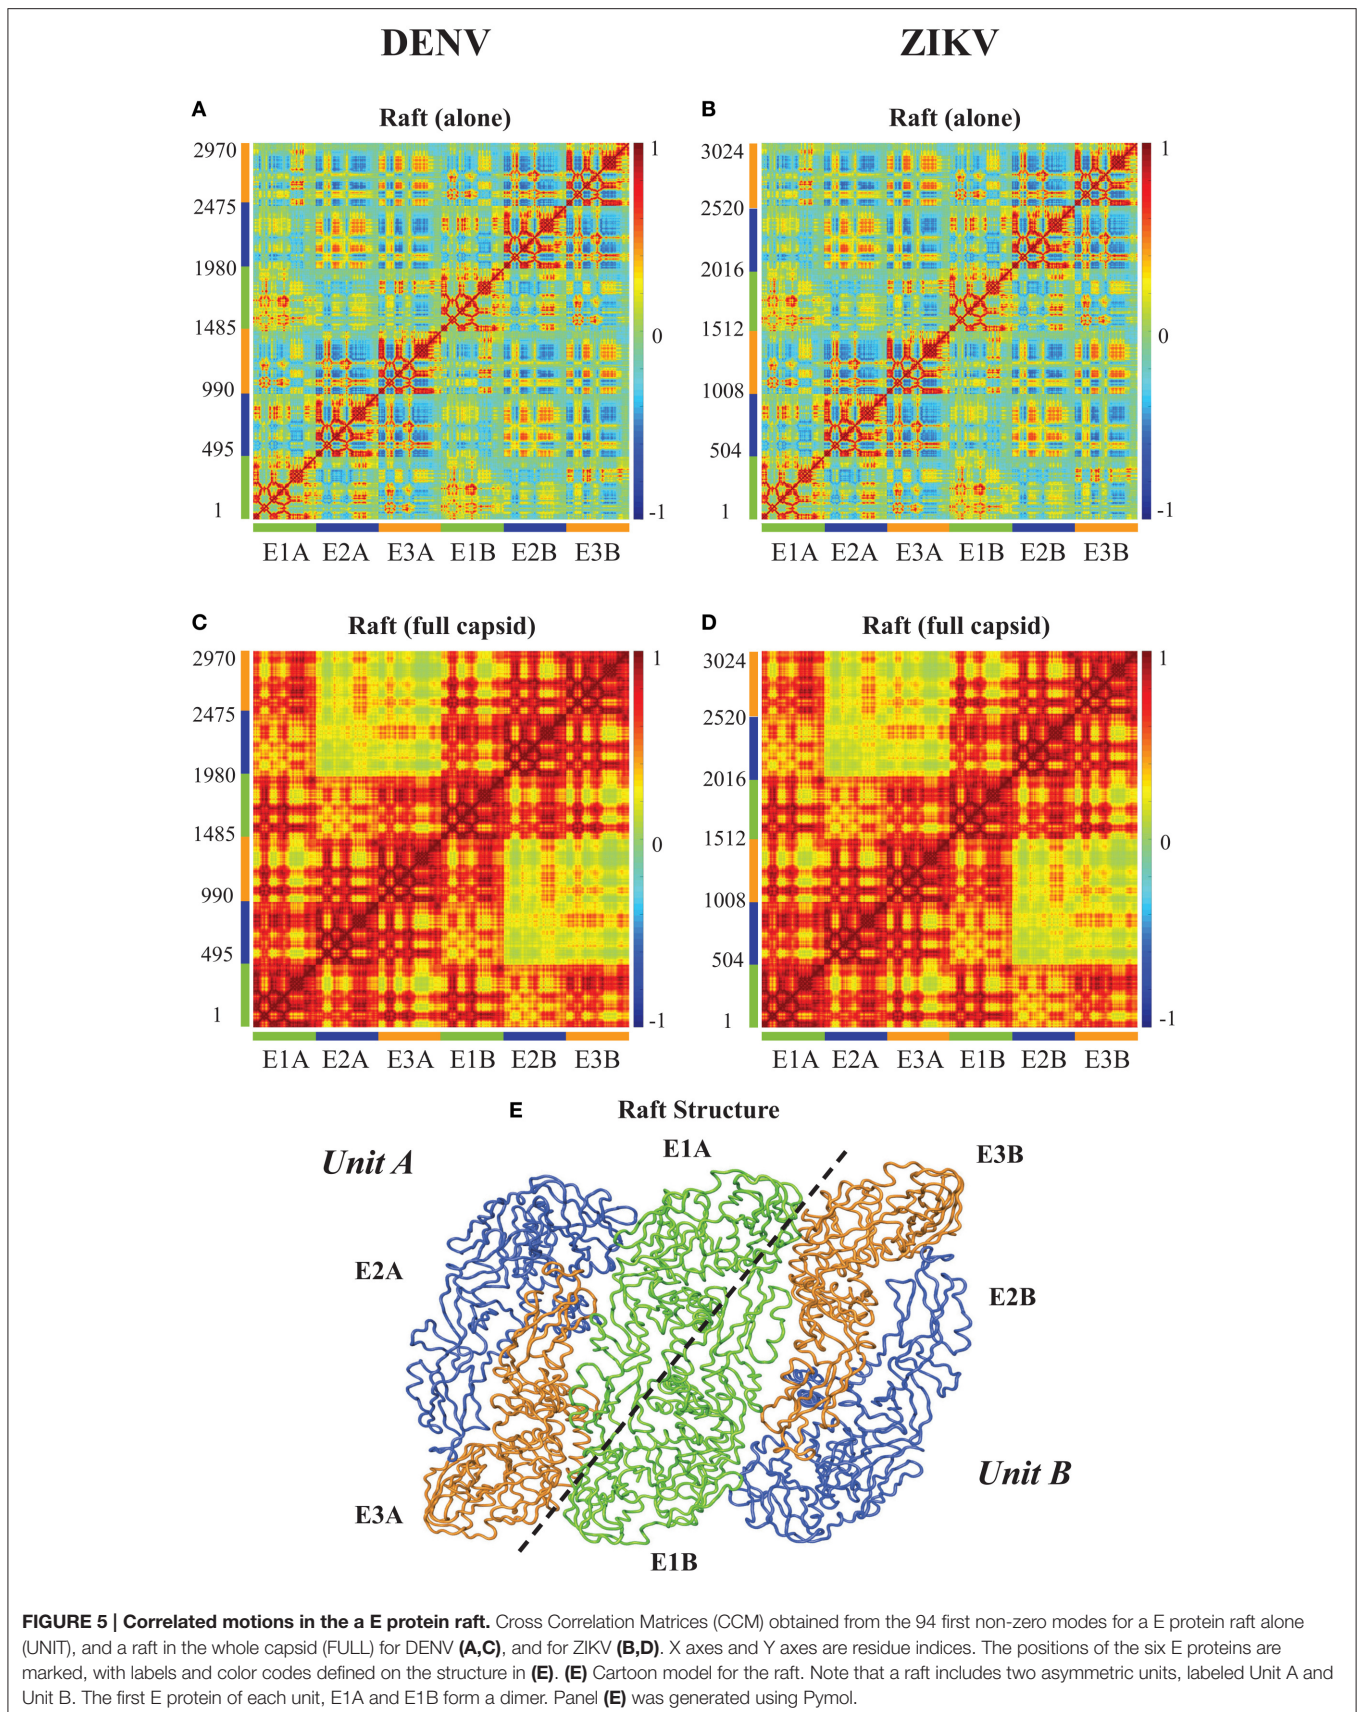 DENV
ZIKV
A
Raft (alone)
2970
2475
1980
1485
990
495
1
1
0
-1
E1A E2A E3A E1B E2B E3B
B
Raft (alone)
3024
2520
2016
1512
1008
504
1
1
0
-1
E1A E2A E3A E1B E2B E3B
C
Raft (full capsid)
2970
2475
1980
1485
990
495
1
1
0
-1
E1A E2A E3A E1B E2B E3B
D
Raft (full capsid)
3024
2520
2016
1512
1008
504
1
1
0
-1
E1A E2A E3A E1B E2B E3B
E
Raft Structure
Unit A
E1A
E3B
E2A
E2B
Unit B
E3A
E1B
FIGURE 5 | Correlated motions in the a E protein raft. Cross Correlation Matrices (CCM) obtained from the 94 first non-zero modes for a E protein raft alone
(UNIT), and a raft in the whole capsid (FULL) for DENV (A,C), and for ZIKV (B,D). X axes and Y axes are residue indices. The positions of the six E proteins are
marked, with labels and color codes defined on the structure in (E). (E) Cartoon model for the raft. Note that a raft includes two asymmetric units, labeled Unit A and
Unit B. The first E protein of each unit, E1A and E1B form a dimer. Panel (E) was generated using Pymol.